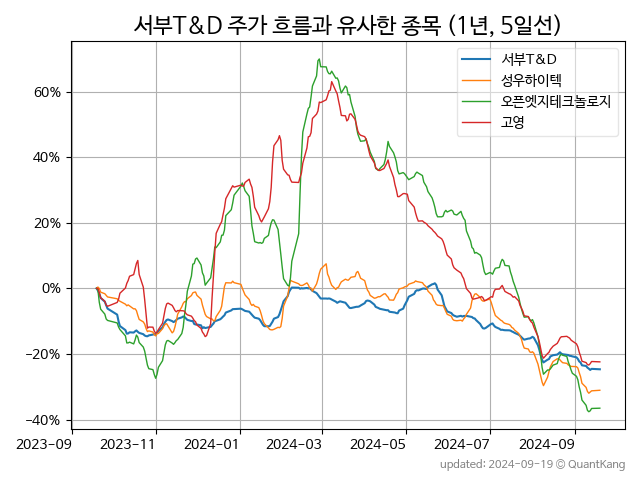 서부T&D 주가 흐름과 유사한 종목 (1년, 5일선)
서부T&D
성우하이텍
오픈엣지테크놀로지
고영
60%
40%
20%
0%
−20%
−40%
2023-09 2023-11 2024-01 2024-03 2024-05 2024-07 2024-09
updated: 2024-09-19 © QuantKang